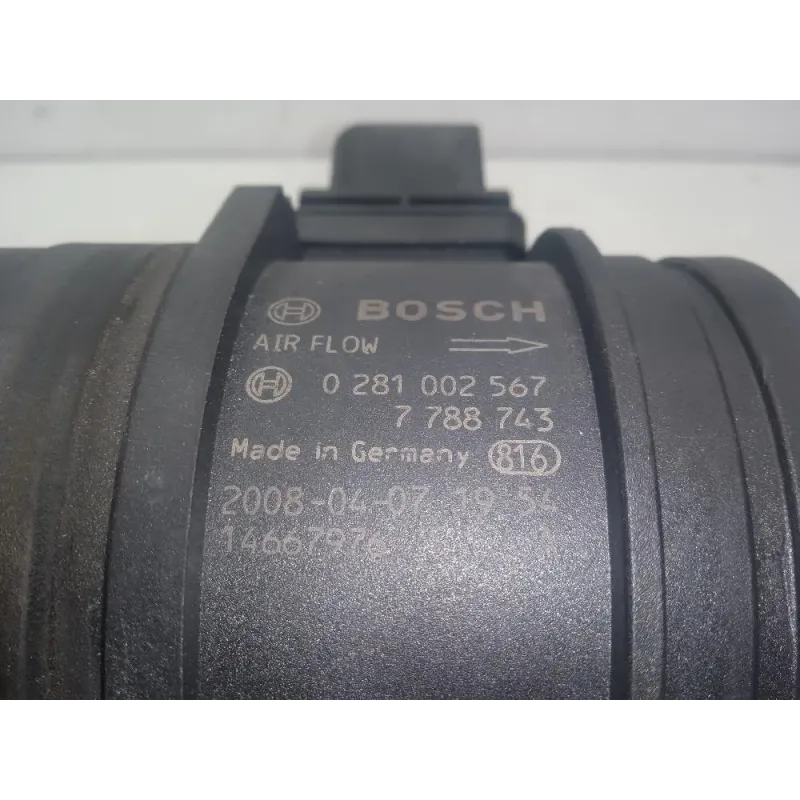 BOSCH
AIR FLOW
0 281 002 567
7 788 743
Made in Germany 816
2008-04-07 19 54
1466797